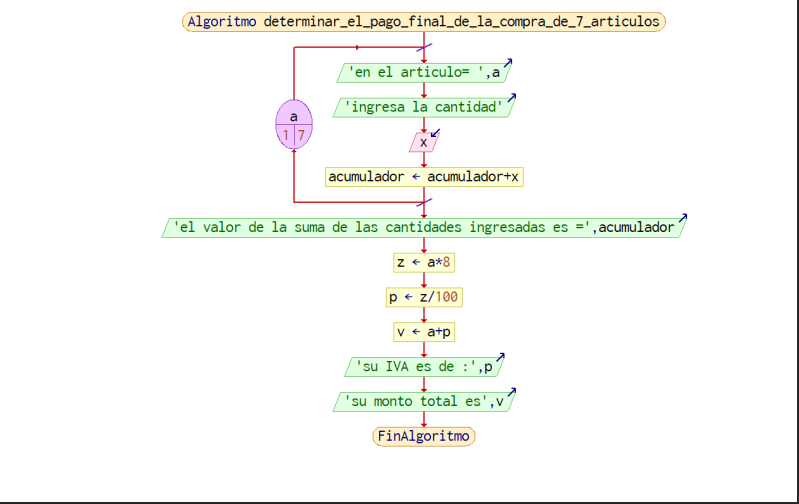 Algoritmo determinar_el_pago_final_de_la_compra_de_7_articulos
'en el articulo= ',a
'ingresa la cantidad'
a
1 7
x
acumulador ← acumulador+x
'el valor de la suma de las cantidades ingresadas es =',acumulador
z ← a*8
p ← z/100
v ← a+p
'su IVA es de :',p
'su monto total es',v
FinAlgoritmo